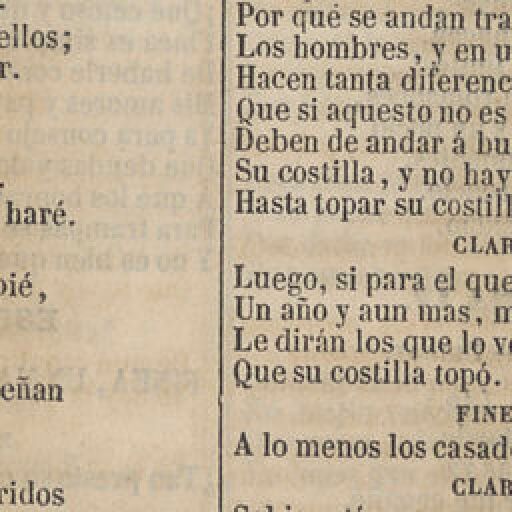 ellos;
r.
haré.
pié,
eñan
ridos
Por qué se andan tra
Los hombres, y en u
Hacen tanta diferenc
Que si aquesto no es
Deben de andar á bu
Su costilla, y no hay
Hasta topar su costill
CLAR
Luego, si para el que
Un año y aun mas, m
Le dirán los que lo ve
Que su costilla topó.
FINE
A lo menos los casad
CLAR